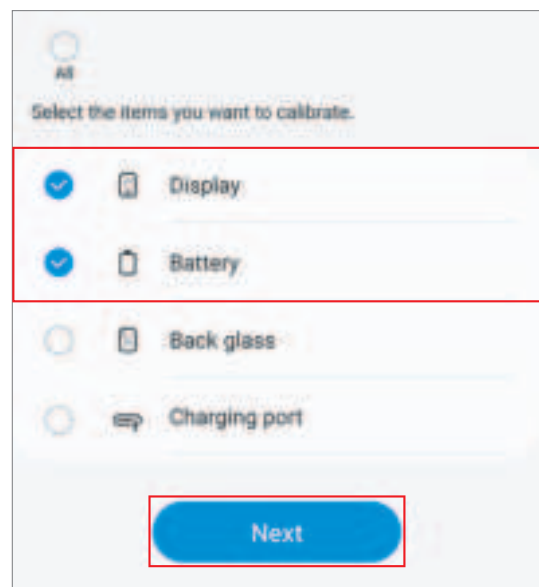 All
Select the items you want to calibrate.
Display
Battery
Back glass
Charging port
Next